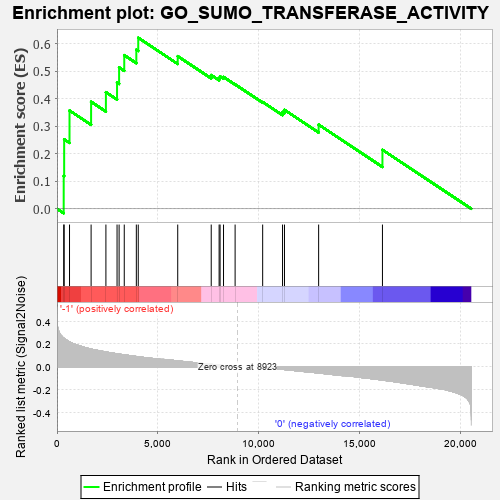 Enrichment plot: GO_SUMO_TRANSFERASE_ACTIVITY
Enrichment score (ES)
0.6
0.5
0.4
0.3
0.2
0.1
0.0
'-1' (positively correlated)
Ranked list metric (Signal2Noise)
0.4
0.2
0.0
-0.2
-0.4
Zero cross at 8923
'0' (negatively correlated)
0
5,000
10,000
15,000
20,000
Rank in Ordered Dataset
Enrichment profile
Hits
Ranking metric scores